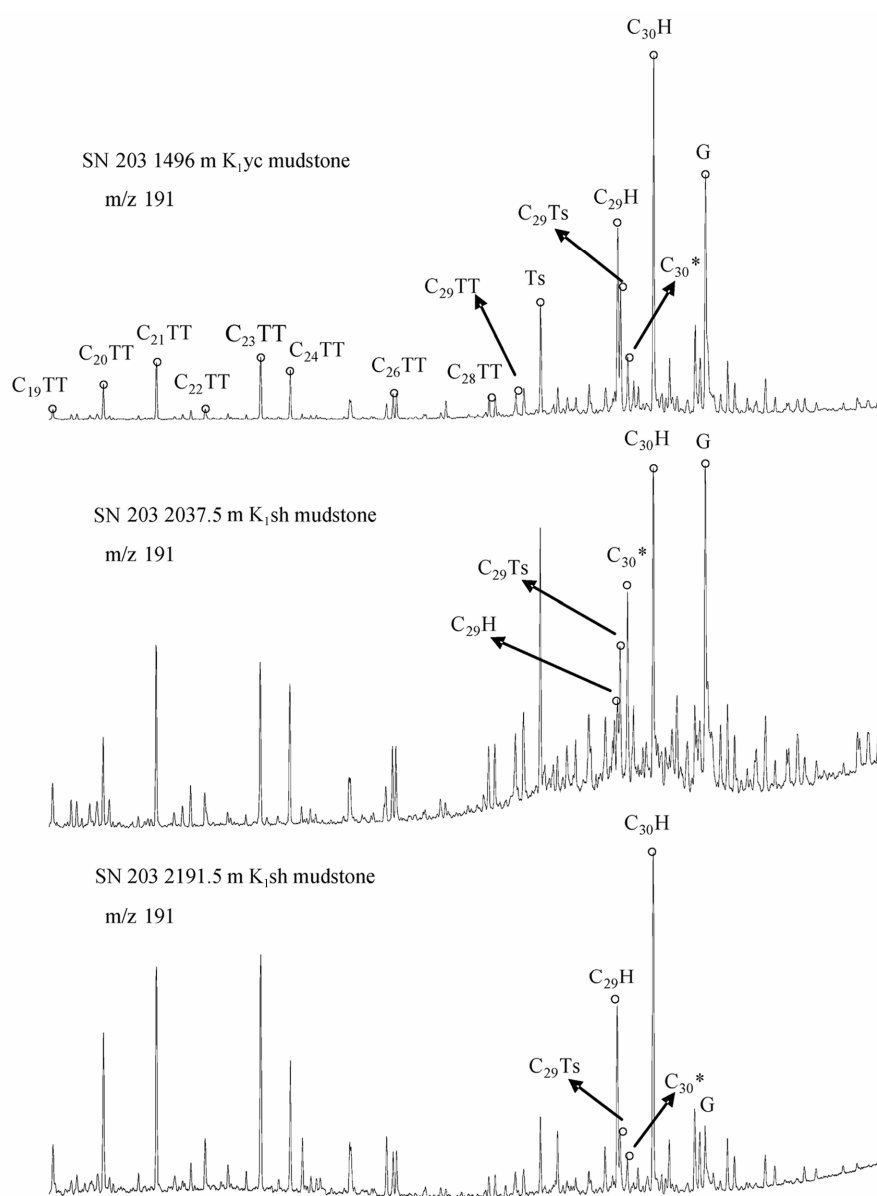 C₃₀H
SN 203 1496 m K₁yc mudstone
m/z 191
G
C₂₉H
C₂₉Ts
C₃₀*
Ts
C₂₉TT
C₂₃TT
C₂₁TT
C₂₀TT
C₂₄TT
C₂₆TT
C₂₈TT
C₁₉TT
C₂₂TT
C₃₀H
G
SN 203 2037.5 m K₁sh mudstone
m/z 191
C₃₀*
C₂₉Ts
C₂₉H
C₃₀H
SN 203 2191.5 m K₁sh mudstone
m/z 191
C₂₉H
C₂₉Ts
C₃₀*
G